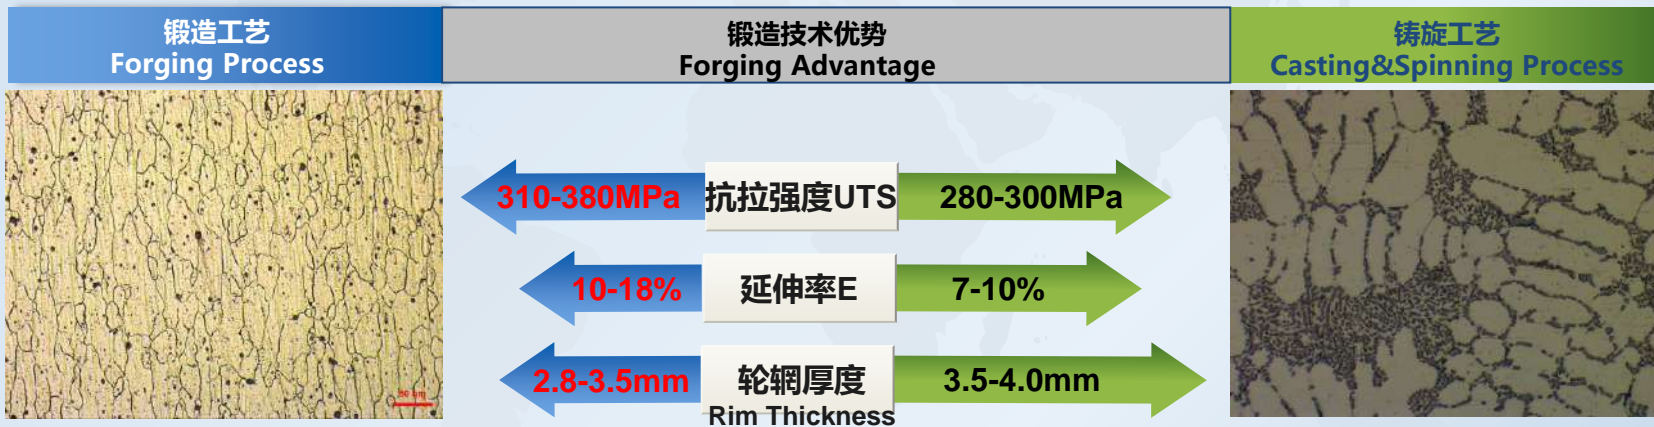 锻造工艺
Forging Process
锻造技术优势
Forging Advantage
铸旋工艺
Casting&Spinning Process
310-380MPa
抗拉强度UTS
280-300MPa
10-18%
延伸率E
7-10%
2.8-3.5mm
轮辋厚度
Rim Thickness
3.5-4.0mm
50 um